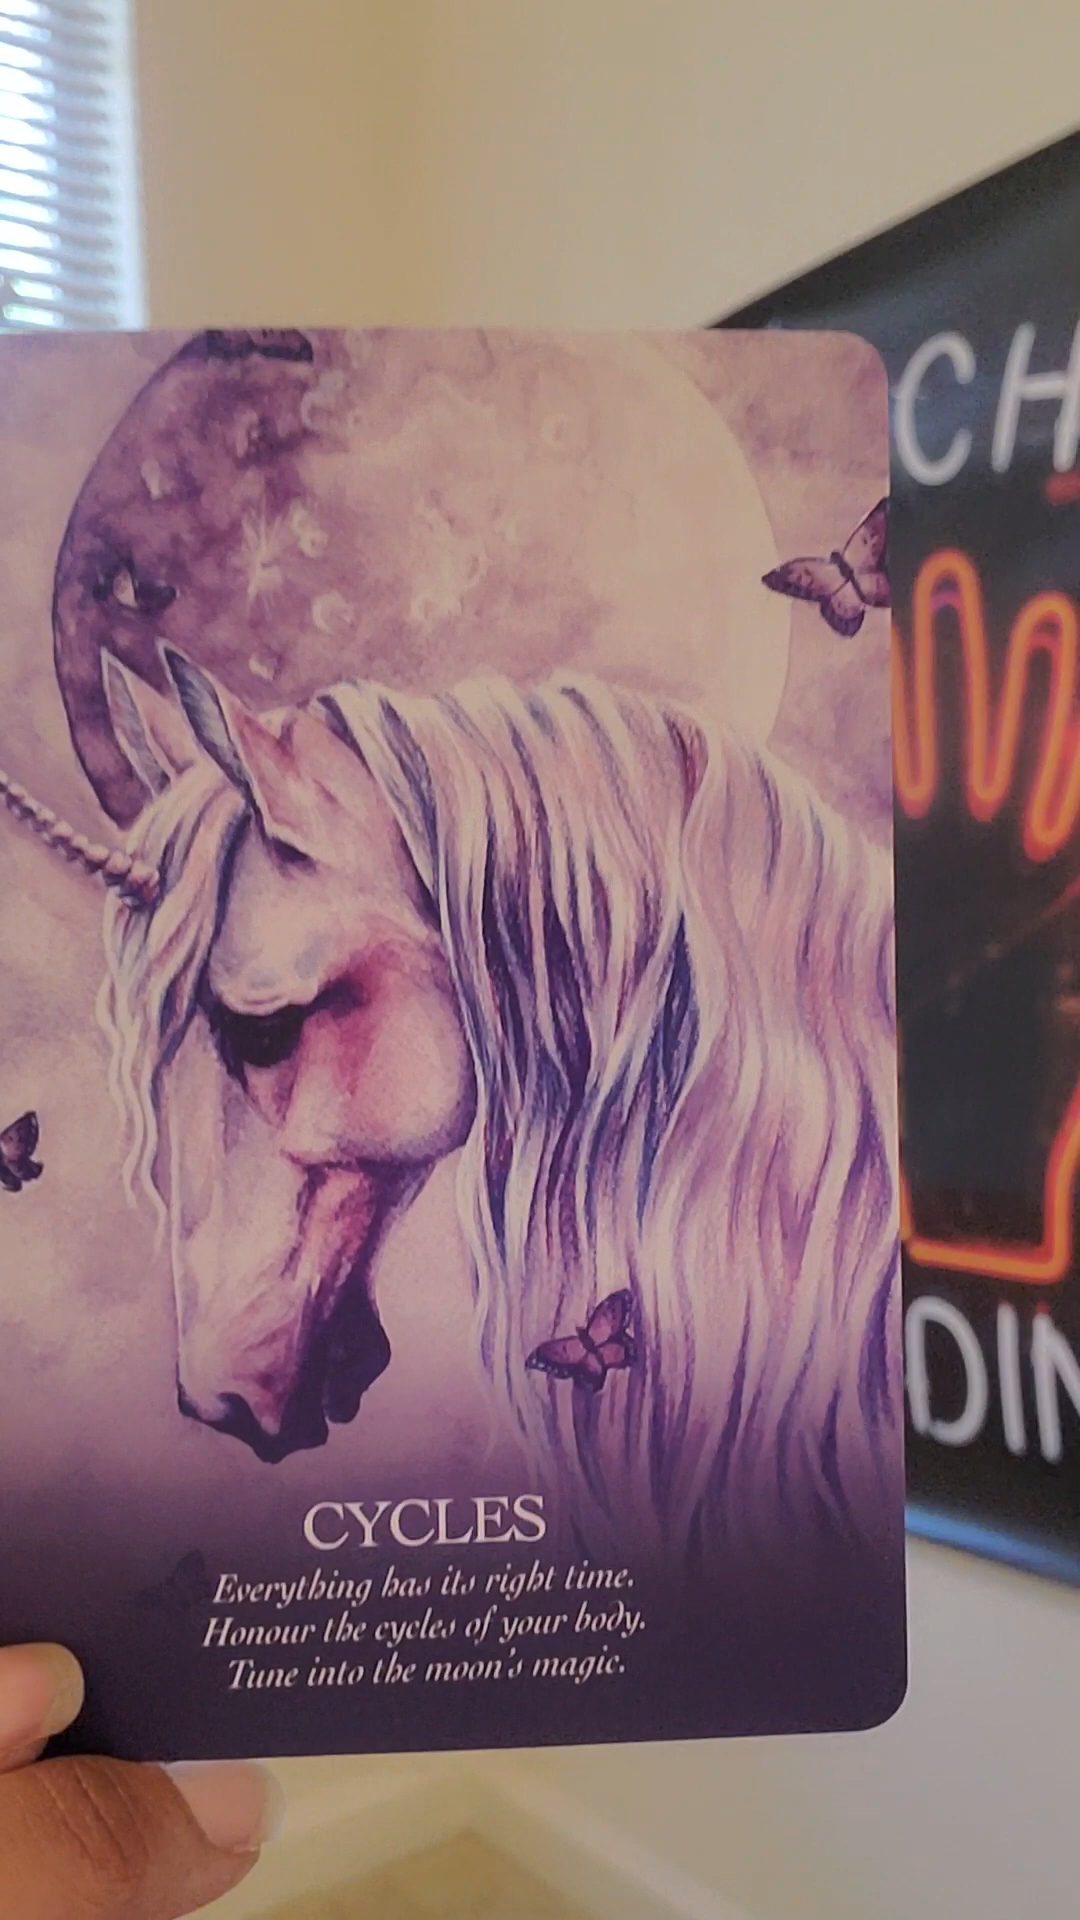 CH
DIN
CYCLES
Everything has its right time.
Honour the cycles of your body.
Tune into the moon's magic.